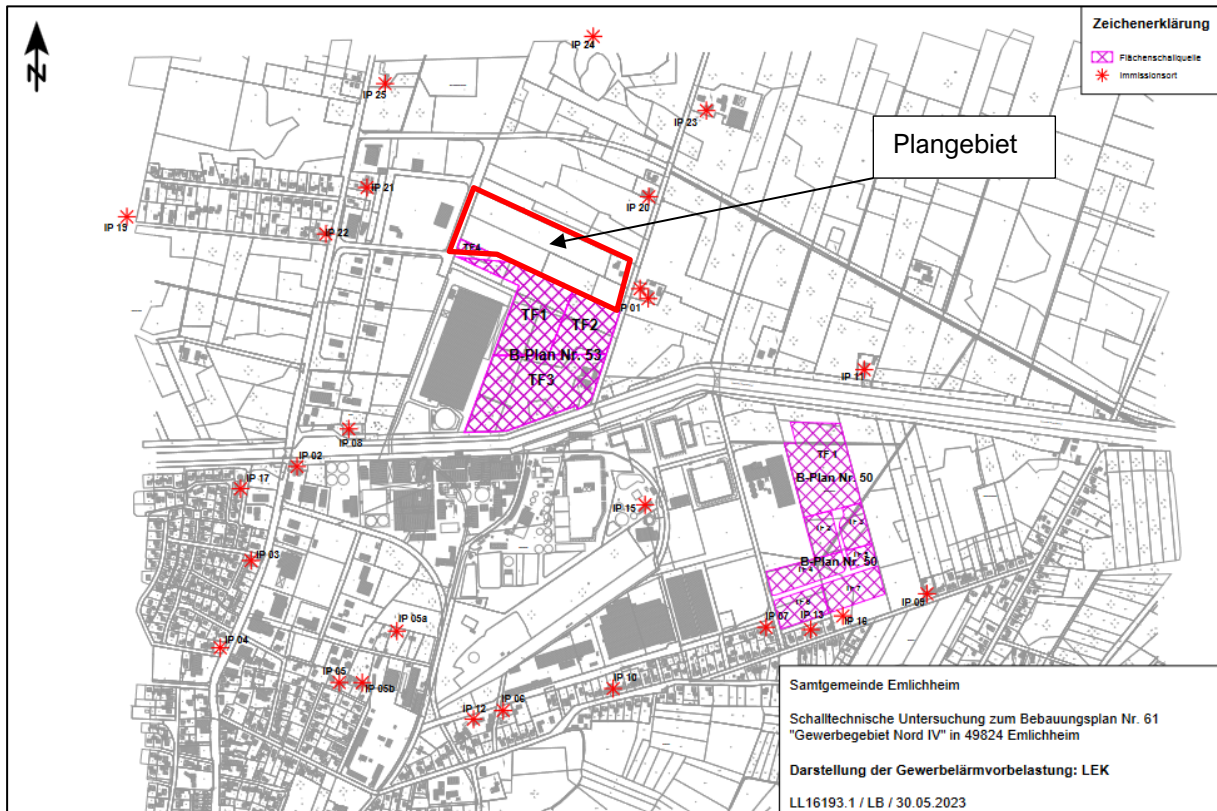 N
Zeichenerklärung
Flächenschallquelle
Immissionsort
IP 24
IP 25
IP 23
Plangebiet
IP 21
IP 20
IP 19
IP 22
TF4
IP 01
TF1
TF2
B-Plan Nr. 53
TF3
IP 11
IP 08
IP 02
TF 1
B-Plan Nr. 50
IP 17
IP 15
IP 03
B-Plan Nr. 50
TF 7
IP 09
IP 07
IP 13
IP 16
IP 05a
IP 04
IP 05
IP 05b
IP 10
IP 06
IP 12
Samtgemeinde Emlichheim
Schalltechnische Untersuchung zum Bebauungsplan Nr. 61
"Gewerbegebiet Nord IV" in 49824 Emlichheim
Darstellung der Gewerbelärmvorbelastung: LEK
LL16193.1 / LB / 30.05.2023